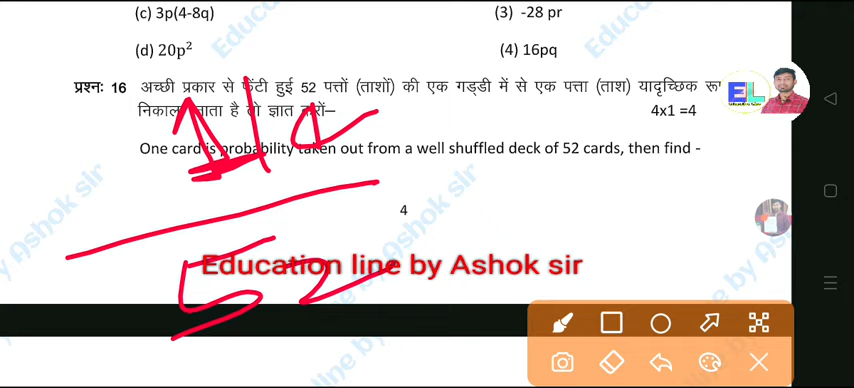 (c) 3p(4-8q)
(3) -28 pr
(d) 20p²
(4) 16pq
प्रश्नः 16 अच्छी प्रकार से फेंटी हुई 52 पत्तों (ताशों) की एक गड्डी में से एक पत्ता (ताश) यादृच्छिक
EL
निकाला जाता है तो ज्ञात करो–
4x1 =4
One card is probability taken out from a well shuffled deck of 52 cards, then find -
4
Education line by Ashok sir
52